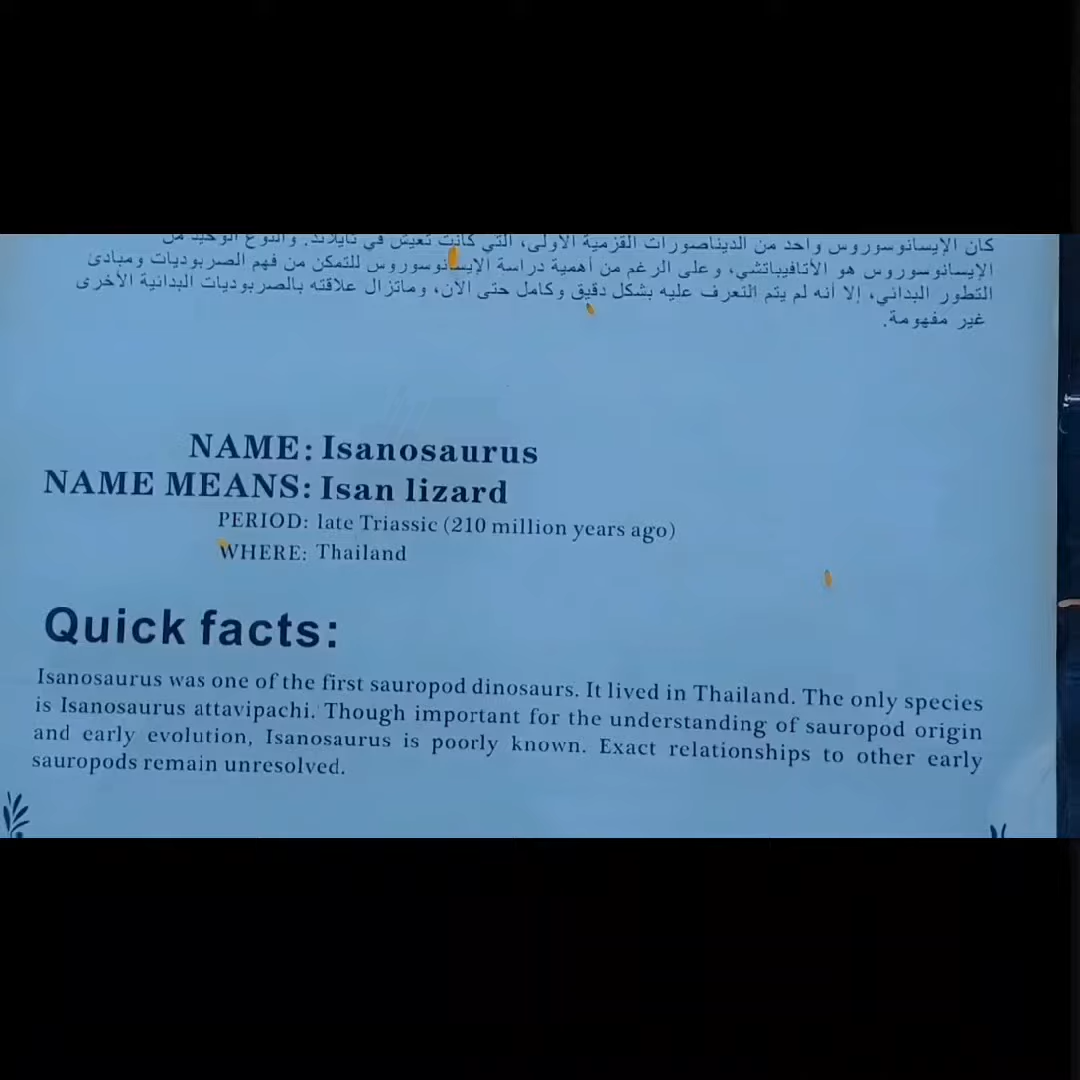 كان الإيسانوسوروس واحد من الديناصورات القزمية الأولى، التي كانت تعيش في تايلاند. والنوع الوحيد من
الإيسانوسوروس هو الأتافيباتشي، وعلى الرغم من أهمية دراسة الإيسانوسوروس للتمكن من فهم الصربوديات ومبادئ
التطور البدائي، إلا أنه لم يتم التعرف عليه بشكل دقيق وكامل حتى الآن، وماتزال علاقته بالصربوديات البدائية الأخرى
غير مفهومة.
NAME: Isanosaurus
NAME MEANS: Isan lizard
PERIOD: late Triassic (210 million years ago)
WHERE: Thailand
Quick facts:
Isanosaurus was one of the first sauropod dinosaurs. It lived in Thailand. The only species
is Isanosaurus attavipachi. Though important for the understanding of sauropod origin
and early evolution, Isanosaurus is poorly known. Exact relationships to other early
sauropods remain unresolved.